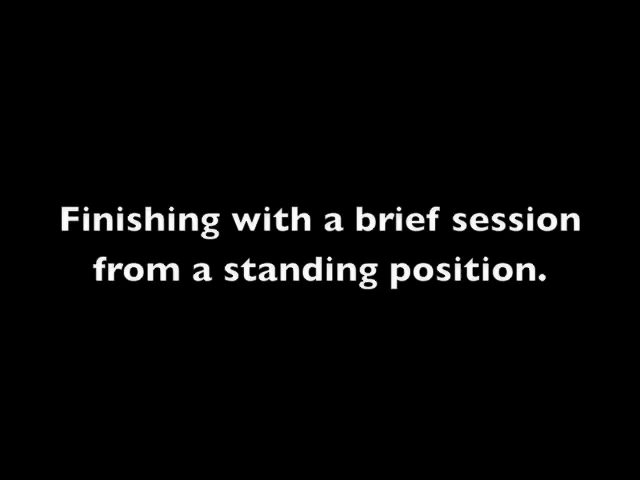 Finishing with a brief session
from a standing position.